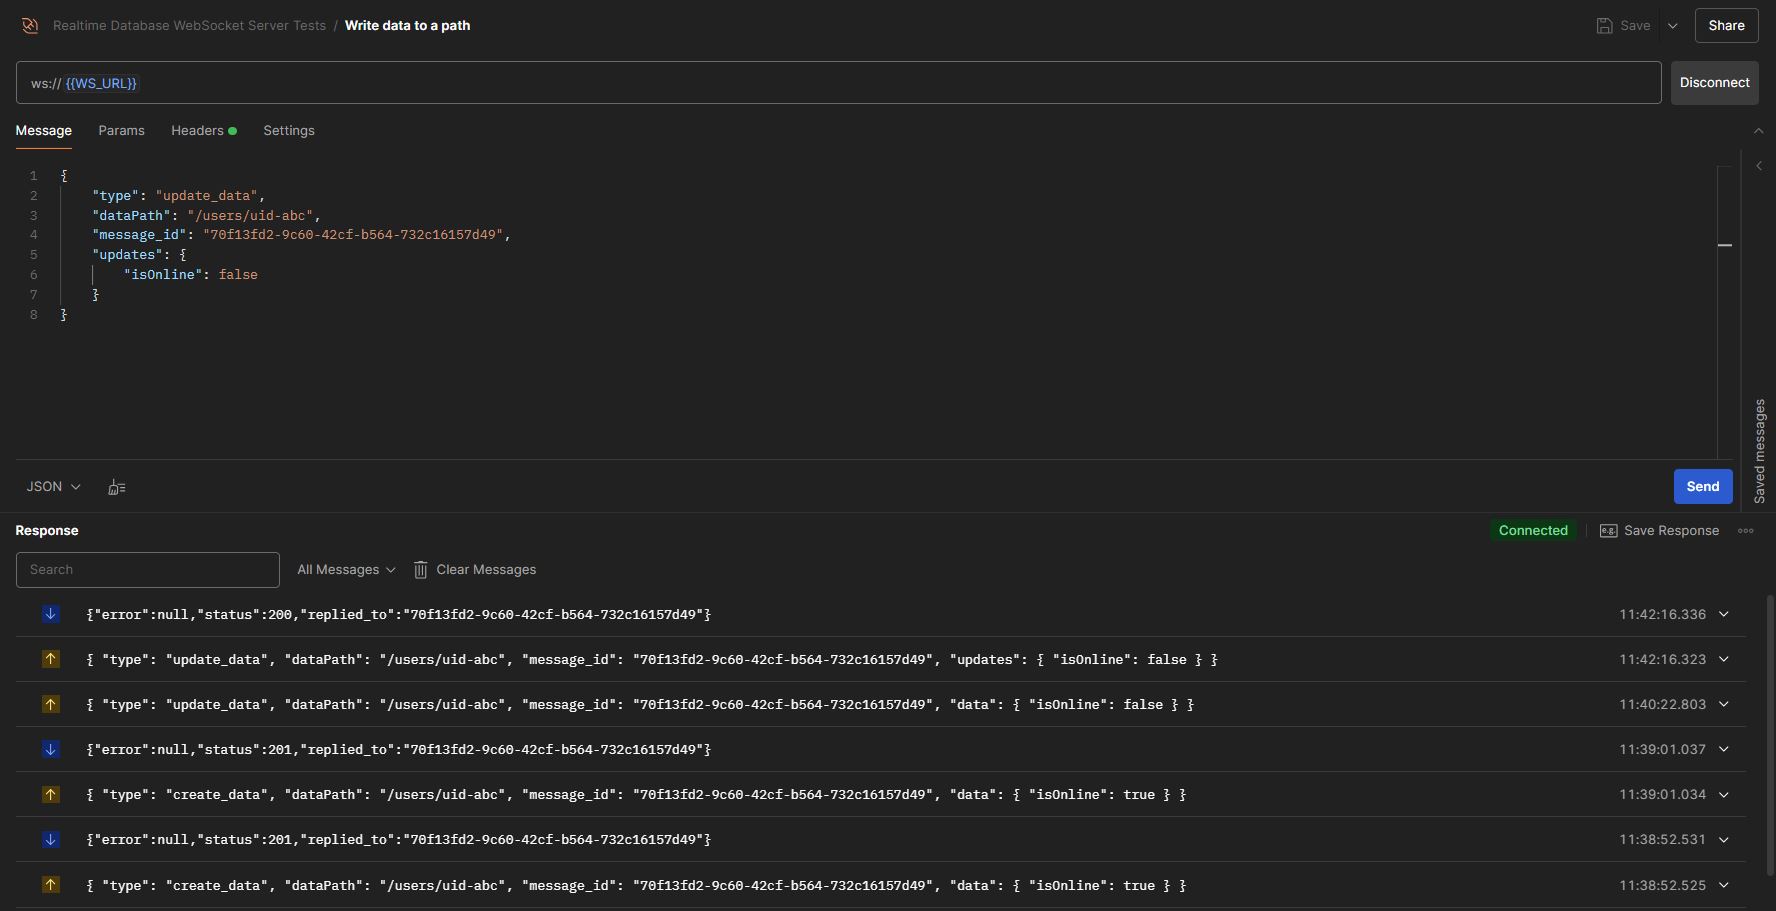 Realtime Database WebSocket Server Tests / Write data to a path
Save
Share
ws:// {{WS_URL}}
Disconnect
Message Params Headers Settings
1 {
2 "type": "update_data",
3 "dataPath": "/users/uid-abc",
4 "message_id": "70f13fd2-9c60-42cf-b564-732c16157d49",
5 "updates": {
6 "isOnline": false
7 }
8 }
Saved messages
JSON
Send
Response
Connected
e.g. Save Response
Search
All Messages
Clear Messages
{"error":null,"status":200,"replied_to":"70f13fd2-9c60-42cf-b564-732c16157d49"} 11:42:16.336
{ "type": "update_data", "dataPath": "/users/uid-abc", "message_id": "70f13fd2-9c60-42cf-b564-732c16157d49", "updates": { "isOnline": false } } 11:42:16.323
{ "type": "update_data", "dataPath": "/users/uid-abc", "message_id": "70f13fd2-9c60-42cf-b564-732c16157d49", "data": { "isOnline": false } } 11:40:22.803
{"error":null,"status":201,"replied_to":"70f13fd2-9c60-42cf-b564-732c16157d49"} 11:39:01.037
{ "type": "create_data", "dataPath": "/users/uid-abc", "message_id": "70f13fd2-9c60-42cf-b564-732c16157d49", "data": { "isOnline": true } } 11:39:01.034
{"error":null,"status":201,"replied_to":"70f13fd2-9c60-42cf-b564-732c16157d49"} 11:38:52.531
{ "type": "create_data", "dataPath": "/users/uid-abc", "message_id": "70f13fd2-9c60-42cf-b564-732c16157d49", "data": { "isOnline": true } } 11:38:52.525